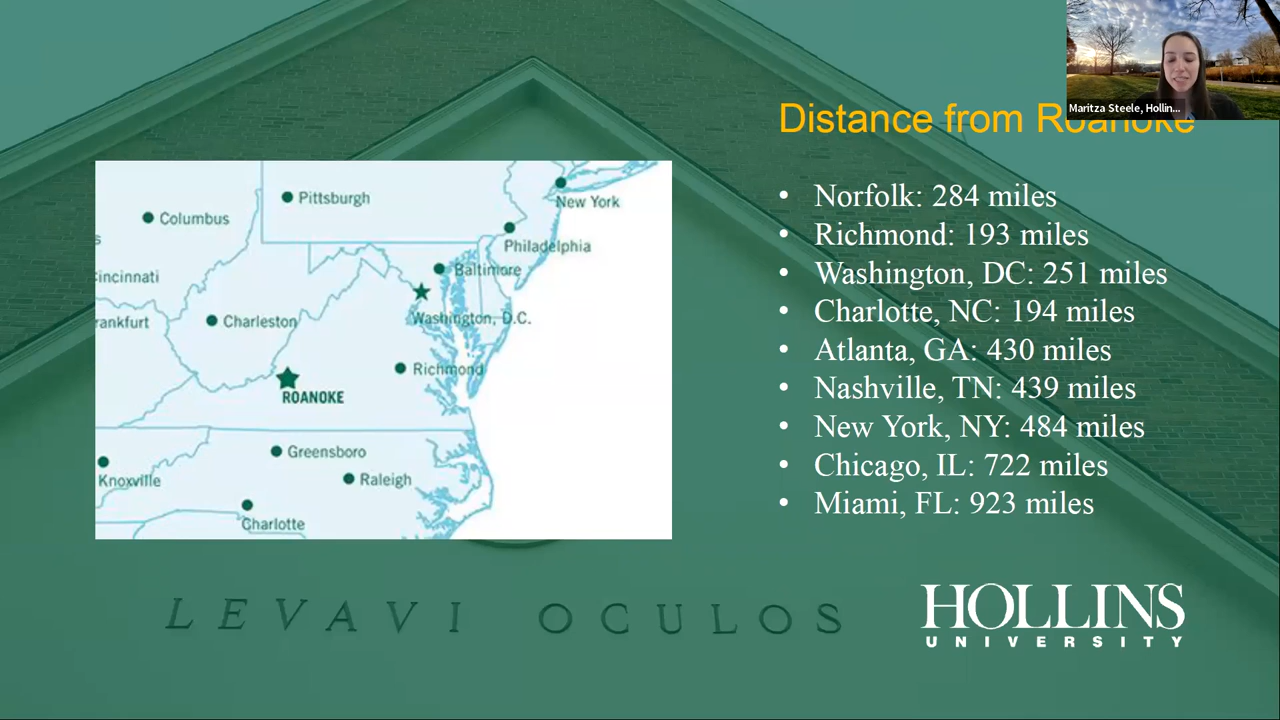 Maritza Steele, Hollin...
Distance from Roanoke
• Norfolk: 284 miles
• Richmond: 193 miles
• Washington, DC: 251 miles
• Charlotte, NC: 194 miles
• Atlanta, GA: 430 miles
• Nashville, TN: 439 miles
• New York, NY: 484 miles
• Chicago, IL: 722 miles
• Miami, FL: 923 miles
Pittsburgh
New York
Columbus
Philadelphia
s
incinnati
Baltimore
rankfurt
Charleston
Washington, D.C.
Richmond
ROANOKE
Greensboro
Knoxville
Raleigh
Charlotte
LEVAVI OCULOS
HOLLINS
UNIVERSITY